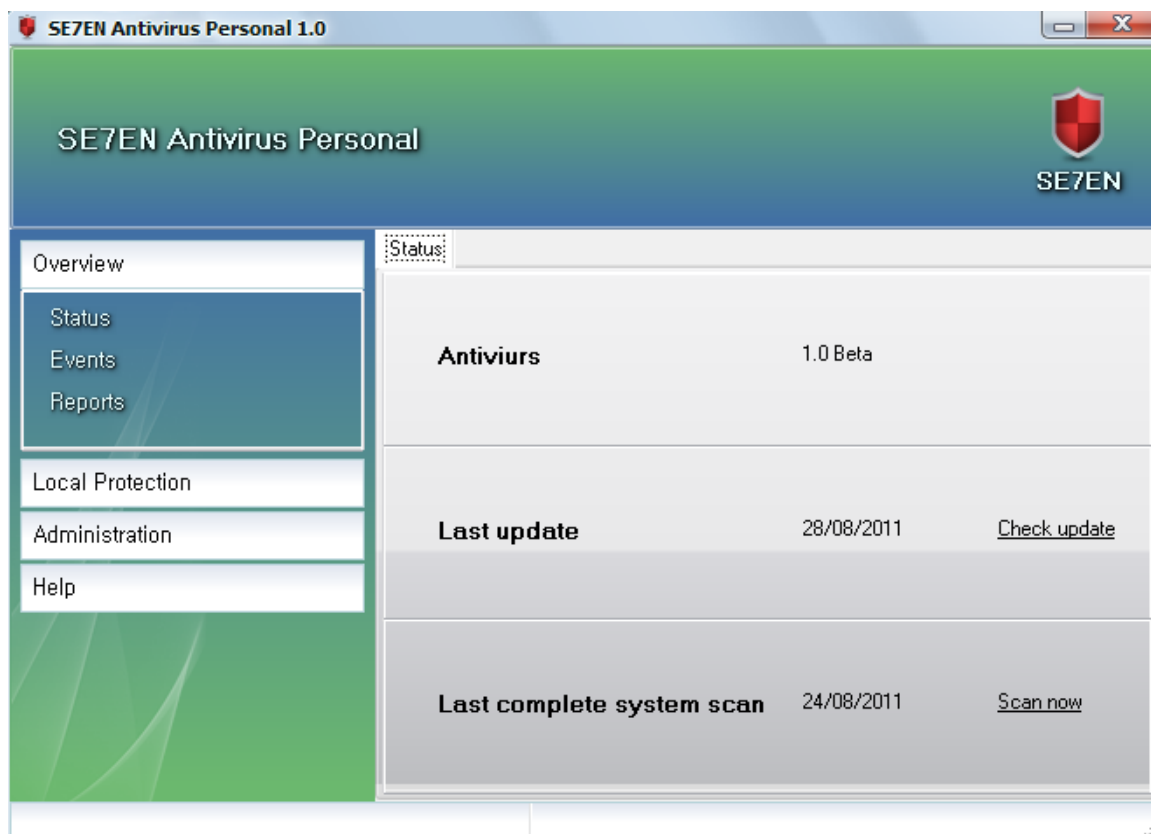 SE7EN Antivirus Personal 1.0
SE7EN Antivirus Personal
SE7EN
Overview
Status
Events
Reports
Local Protection
Administration
Help
Status
Antiviurs 1.0 Beta
Last update 28/08/2011 Check update
Last complete system scan 24/08/2011 Scan now